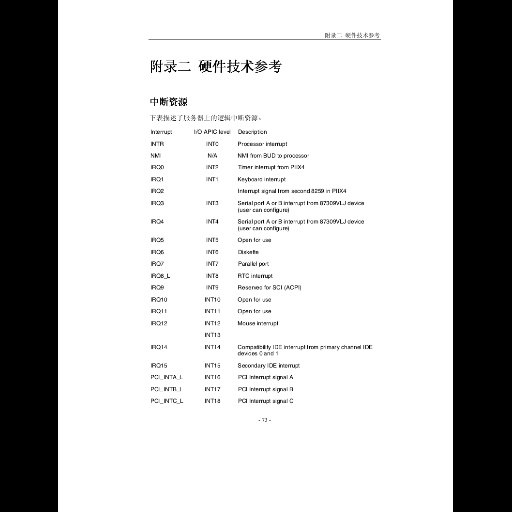 附录二 硬件技术参考
附录二 硬件技术参考
中断资源
下表描述了服务器上的逻辑中断资源。
Interrupt I/O APIC level Description
INTR INT0 Processor interrupt
NMI N/A NMI from BUD to processor
IRQ0 INT2 Timer interrupt from PIIX4
IRQ1 INT1 Keyboard interrupt
IRQ2 Interrupt signal from second 8259 in PIIX4
IRQ3 INT3 Serial port A or B interrupt from 87309VLJ device
(user can configure)
IRQ4 INT4 Serial port A or B interrupt from 87309VLJ device
(user can configure)
IRQ5 INT5 Open for use
IRQ6 INT6 Diskette
IRQ7 INT7 Parallel port
IRQ8_L INT8 RTC interrupt
IRQ9 INT9 Reserved for SCI (ACPI)
IRQ10 INT10 Open for use
IRQ11 INT11 Open for use
IRQ12 INT12 Mouse interrupt
INT13
IRQ14 INT14 Compatibility IDE interrupt from primary channel IDE
devices 0 and 1
IRQ15 INT15 Secondary IDE interrupt
PCI_INTA_L INT16 PCI Interrupt signal A
PCI_INTB_L INT17 PCI Interrupt signal B
PCI_INTC_L INT18 PCI Interrupt signal C